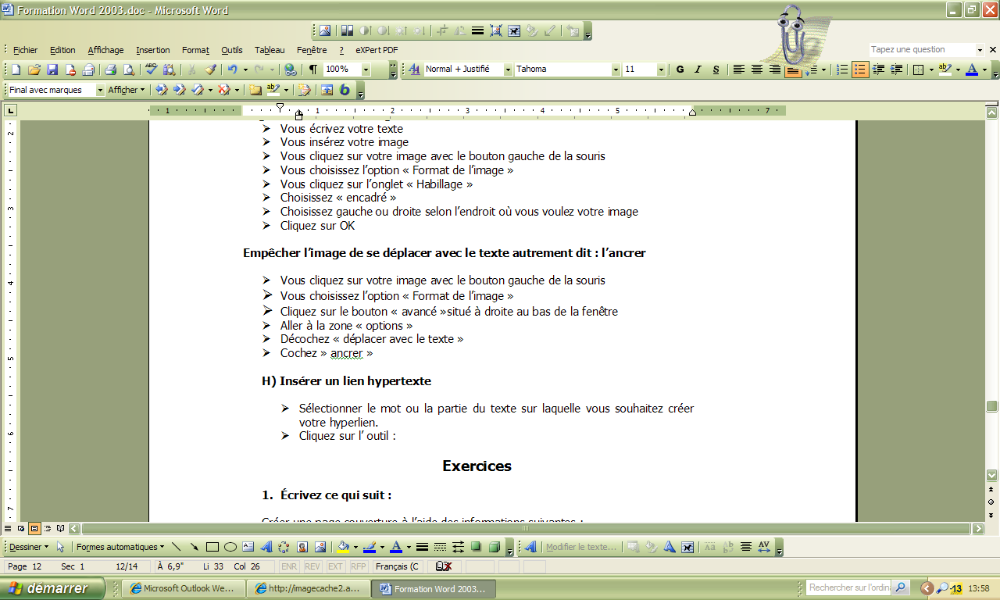 Formation Word 2003.doc - Microsoft Word
Fichier Edition Affichage Insertion Format Outils Tableau Fenêtre ? eXPert PDF
Tapez une question
100% Normal + Justifié Tahoma 11 G I S
Final avec marques Afficher
1 1 2 3 4 5 7
Vous écrivez votre texte
Vous insérez votre image
Vous cliquez sur votre image avec le bouton gauche de la souris
Vous choisissez l’option « Format de l’image »
Vous cliquez sur l’onglet « Habillage »
Choisissez « encadré »
Choisissez gauche ou droite selon l’endroit où vous voulez votre image
Cliquez sur OK
Empêcher l’image de se déplacer avec le texte autrement dit : l’ancrer
Vous cliquez sur votre image avec le bouton gauche de la souris
Vous choisissez l’option « Format de l’image »
Cliquez sur le bouton « avancé »situé à droite au bas de la fenêtre
Aller à la zone « options »
Décochez « déplacer avec le texte »
Cochez » ancrer »
H) Insérer un lien hypertexte
Sélectionner le mot ou la partie du texte sur laquelle vous souhaitez créer
votre hyperlien.
Cliquez sur l’ outil :
Exercices
1. Écrivez ce qui suit :
Créer une page couverture à l’aide des informations suivantes :
Dessiner Formes automatiques Modifier le texte...
Page 12 Sec 1 12/14 À 6,9" Li 33 Col 26 ENR REV EXT RFP Français (C
démarrer Microsoft Outlook We... http://imagecache2.a... Formation Word 2003... Rechercher sur l'ordin -13 13:58